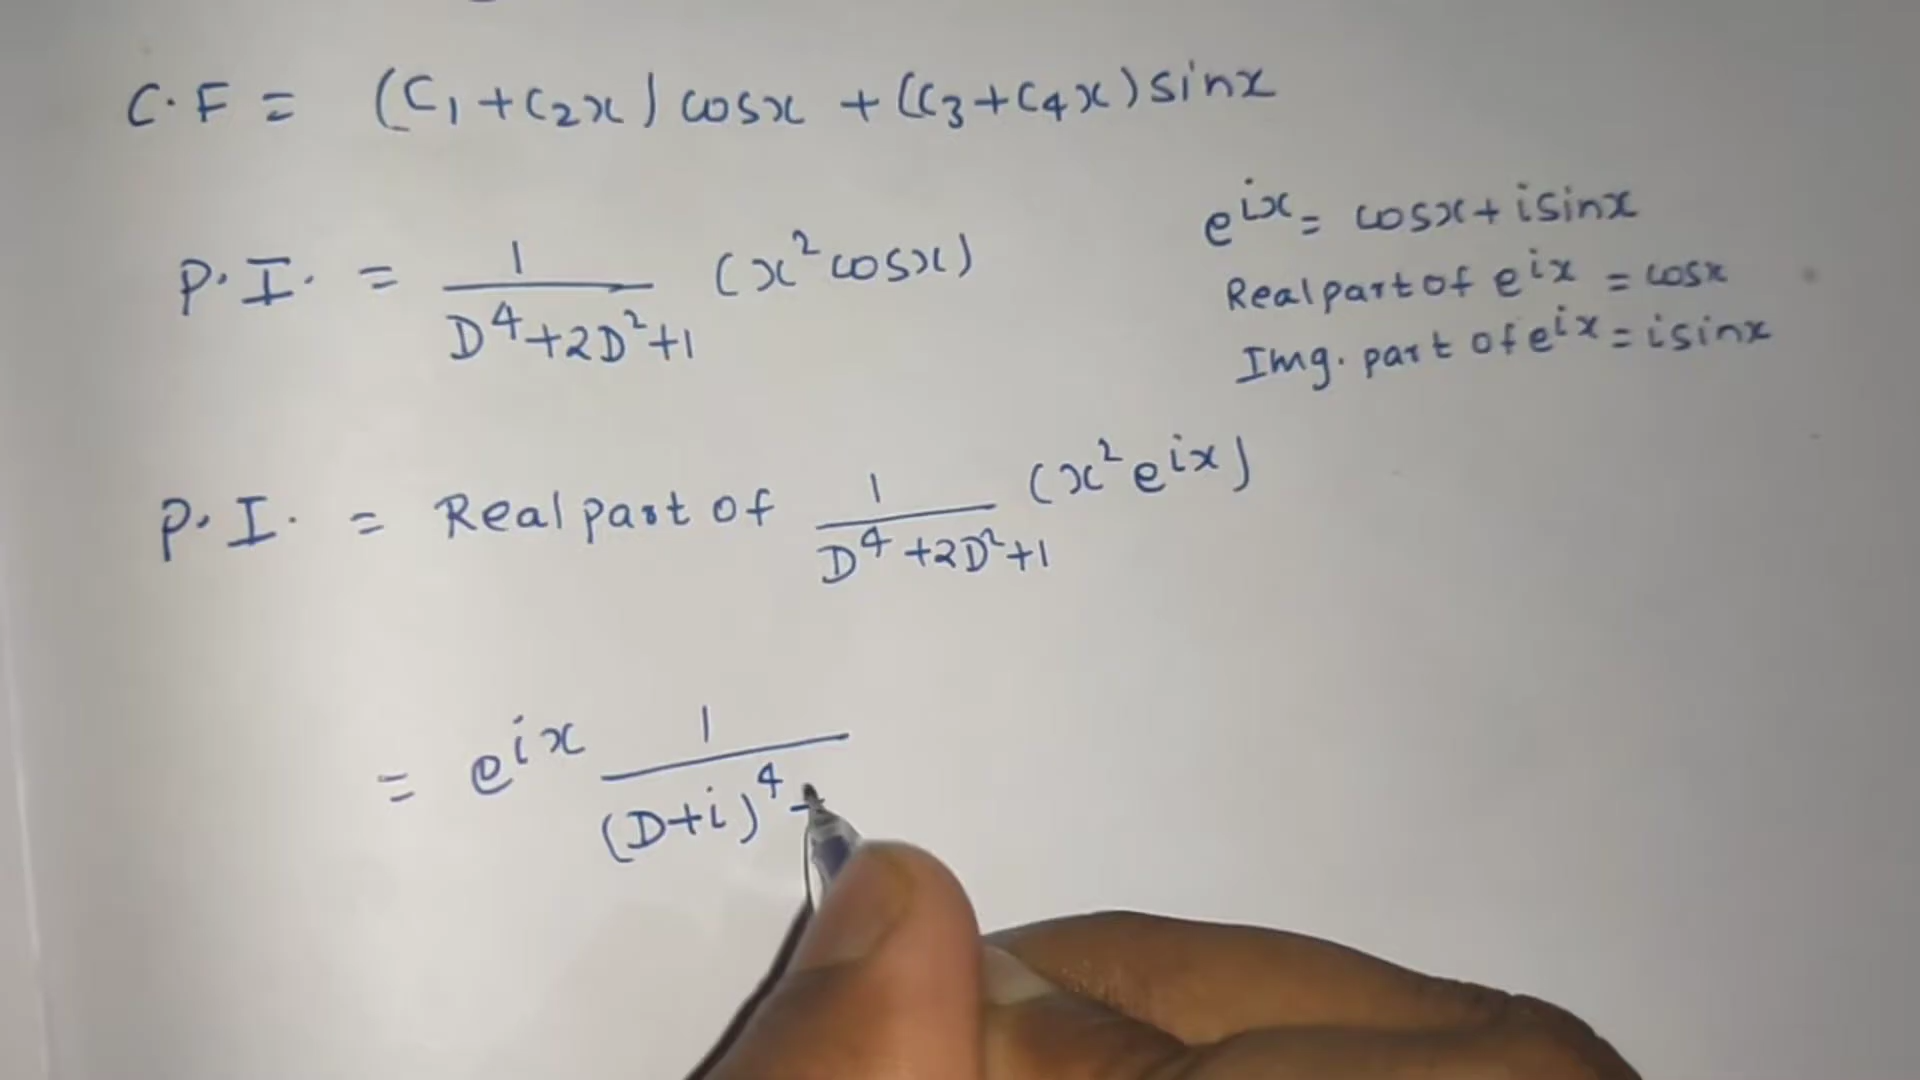 C.F = (C₁+C₂x) cosx + (C₃+C₄x) sinx
P.I. = 1/(D⁴+2D²+1) (x² cosx)
e^{ix} = cosx + i sinx
Real part of e^{ix} = cosx
Img. part of e^{ix} = i sinx
P.I. = Real part of 1/(D⁴+2D²+1) (x² e^{ix})
= e^{ix} 1/((D+i)⁴ +